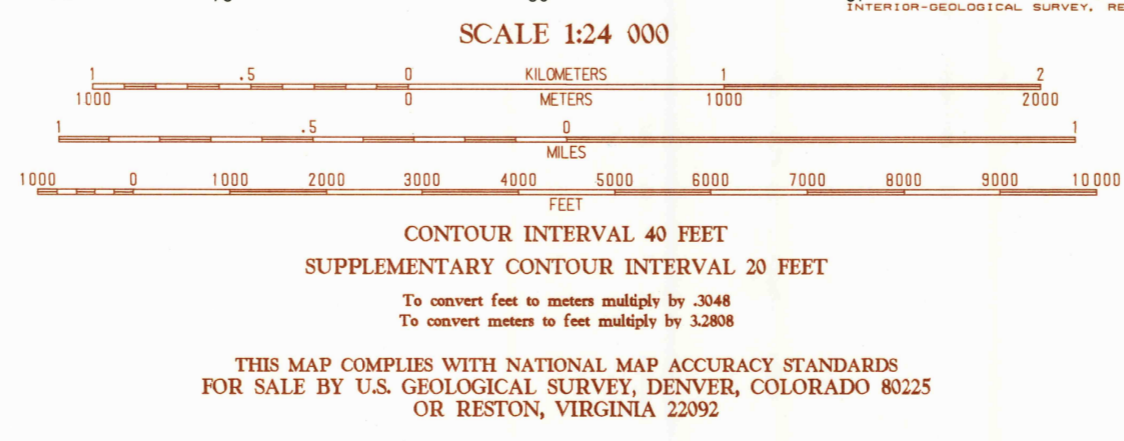 INTERIOR-GEOLOGICAL SURVEY, RE
SCALE 1:24 000
1 .5 0 KILOMETERS 1 2
1000 0 METERS 1000 2000
1 .5 0 1
MILES
1000 0 1000 2000 3000 4000 5000 6000 7000 8000 9000 10 000
FEET
CONTOUR INTERVAL 40 FEET
SUPPLEMENTARY CONTOUR INTERVAL 20 FEET
To convert feet to meters multiply by .3048
To convert meters to feet multiply by 3.2808
THIS MAP COMPLIES WITH NATIONAL MAP ACCURACY STANDARDS
FOR SALE BY U.S. GEOLOGICAL SURVEY, DENVER, COLORADO 80225
OR RESTON, VIRGINIA 22092